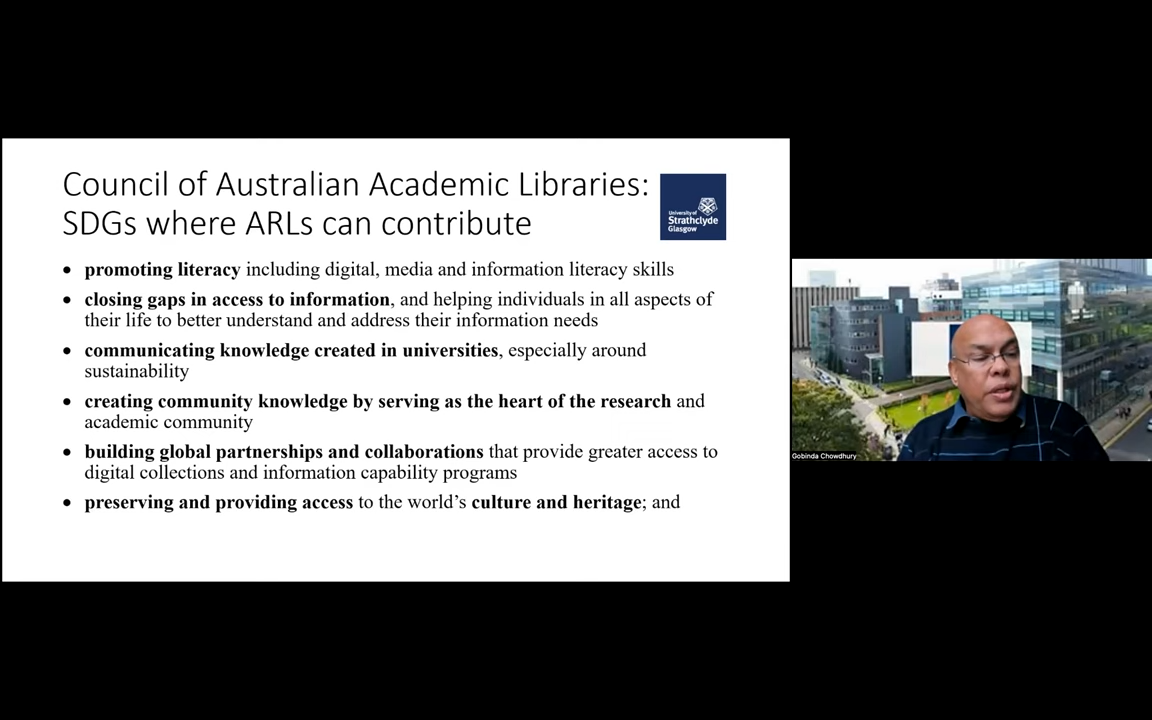 Council of Australian Academic Libraries:
SDGs where ARLs can contribute
University of
Strathclyde
Glasgow
• promoting literacy including digital, media and information literacy skills
• closing gaps in access to information, and helping individuals in all aspects of
their life to better understand and address their information needs
• communicating knowledge created in universities, especially around
sustainability
• creating community knowledge by serving as the heart of the research and
academic community
• building global partnerships and collaborations that provide greater access to
digital collections and information capability programs
• preserving and providing access to the world’s culture and heritage; and
Gobinda Chowdhury